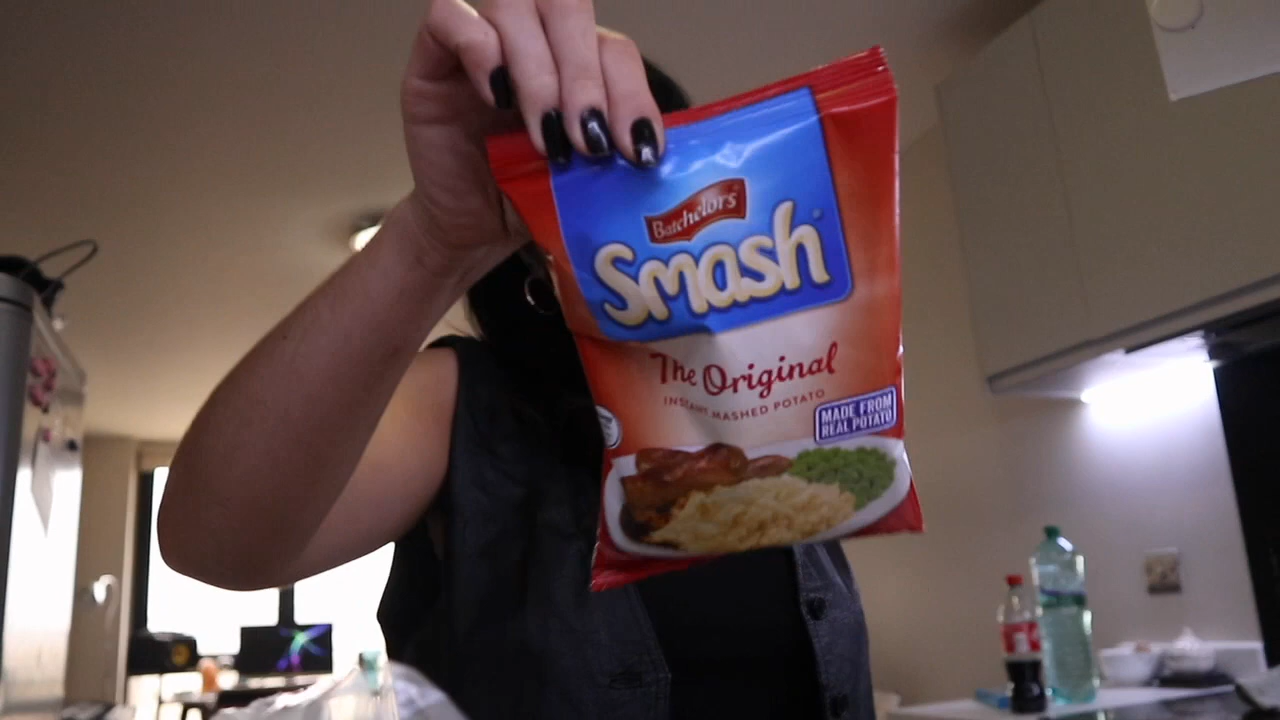 Batchelors
Smash
The Original
INSTANT MASHED POTATO
MADE FROM
REAL POTATO